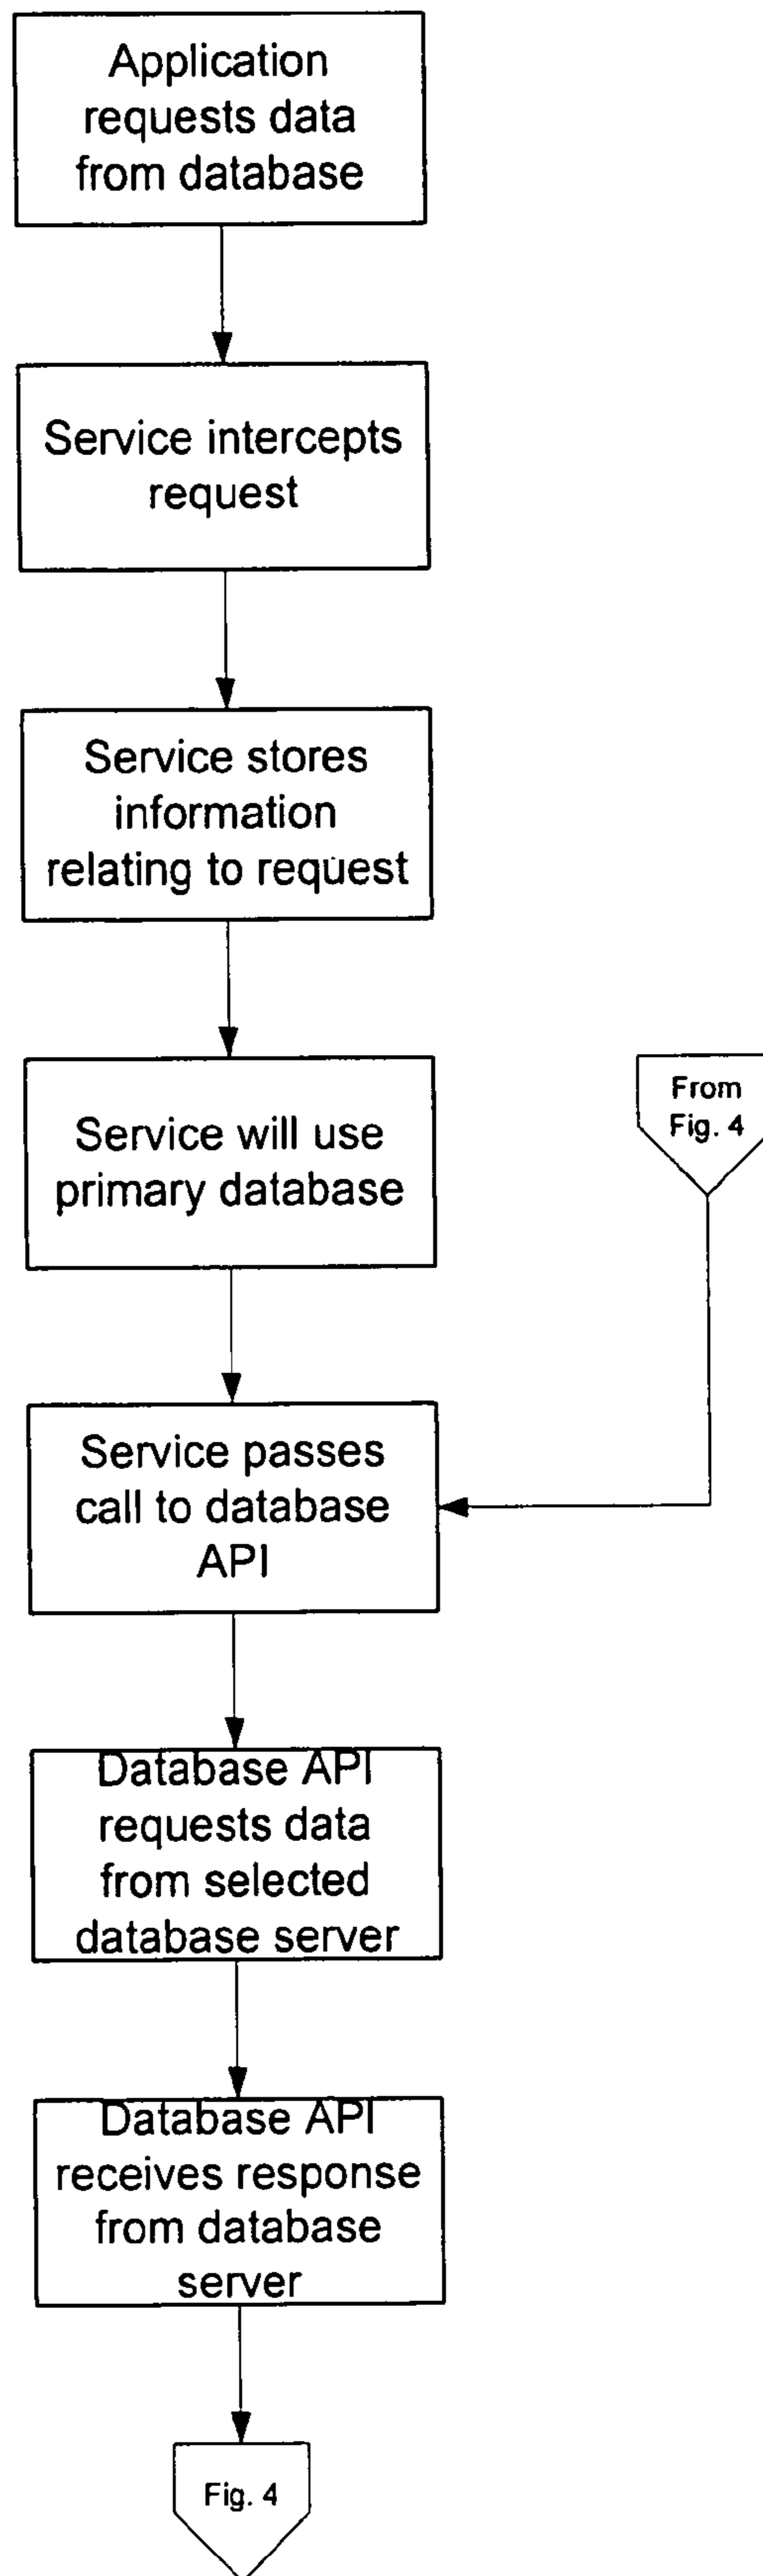 Application
requests data
from database
Service intercepts
request
Service stores
information
relating to request
Service will use
primary database
From
Fig. 4
Service passes
call to database
API
Database API
requests data
from selected
database server
Database API
receives response
from database
server
Fig. 4